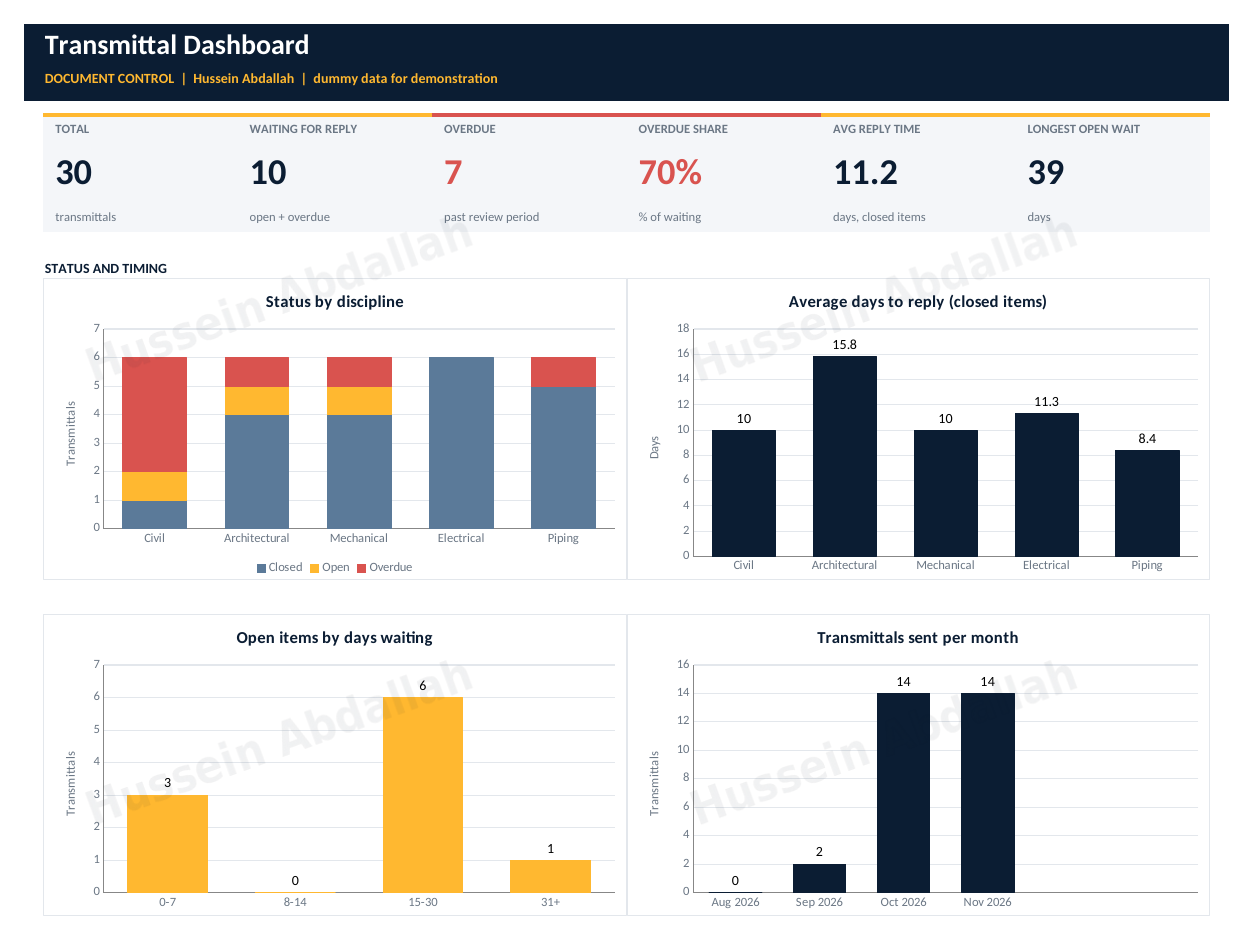 Transmittal Dashboard
DOCUMENT CONTROL | Hussein Abdallah | dummy data for demonstration
TOTAL
30
transmittals
WAITING FOR REPLY
10
open + overdue
OVERDUE
7
past review period
OVERDUE SHARE
70%
% of waiting
AVG REPLY TIME
11.2
days, closed items
LONGEST OPEN WAIT
39
days
STATUS AND TIMING
Status by discipline
Transmittals
7
6
5
4
3
2
1
0
Civil
Architectural
Mechanical
Electrical
Piping
Closed
Open
Overdue
Hussein Abdallah
Average days to reply (closed items)
Days
18
16
14
12
10
8
6
4
2
0
10
15.8
10
11.3
8.4
Civil
Architectural
Mechanical
Electrical
Piping
Hussein Abdallah
Open items by days waiting
Transmittals
7
6
5
4
3
2
1
0
3
0
6
1
0-7
8-14
15-30
31+
Hussein Abdallah
Transmittals sent per month
Transmittals
16
14
12
10
8
6
4
2
0
0
2
14
14
Aug 2026
Sep 2026
Oct 2026
Nov 2026
Hussein Abdallah